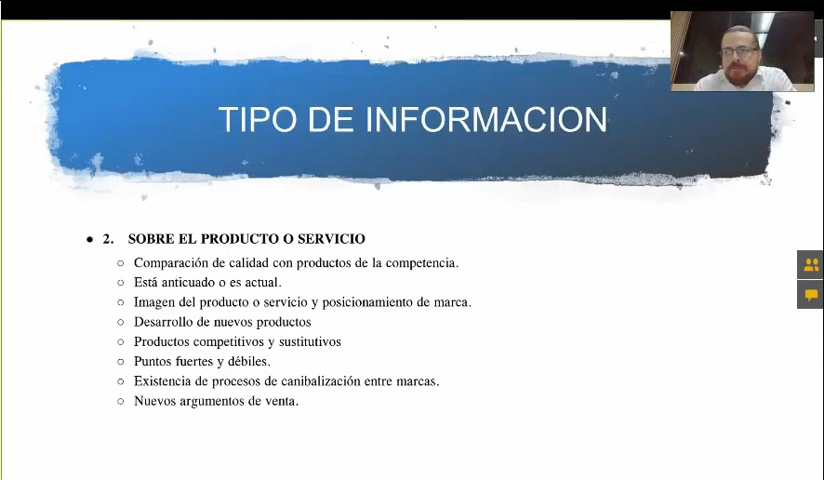 TIPO DE INFORMACION
● 2. SOBRE EL PRODUCTO O SERVICIO
○ Comparación de calidad con productos de la competencia.
○ Está anticuado o es actual.
○ Imagen del producto o servicio y posicionamiento de marca.
○ Desarrollo de nuevos productos
○ Productos competitivos y sustitutivos
○ Puntos fuertes y débiles.
○ Existencia de procesos de canibalización entre marcas.
○ Nuevos argumentos de venta.